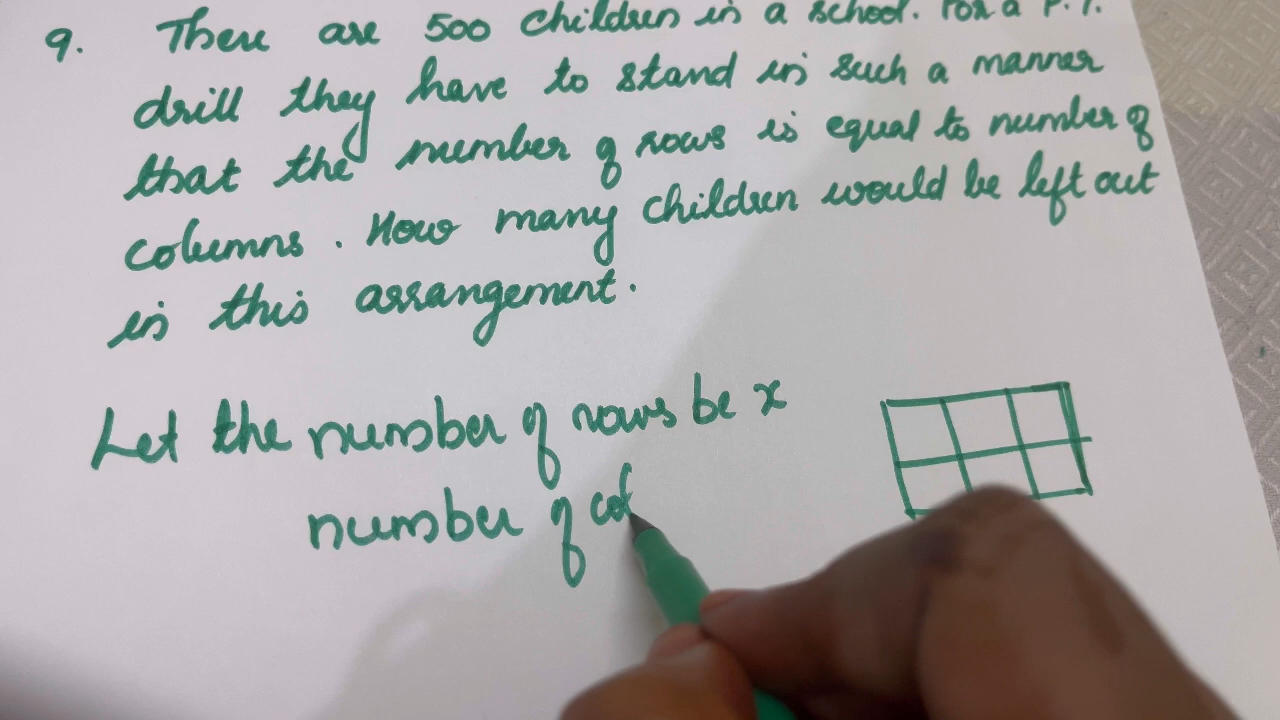 9. There are 500 children in a school. For a P.T.
drill they have to stand in such a manner
that the number of rows is equal to number of
columns. How many children would be left out
in this arrangement.
Let the number of rows be x
number of col